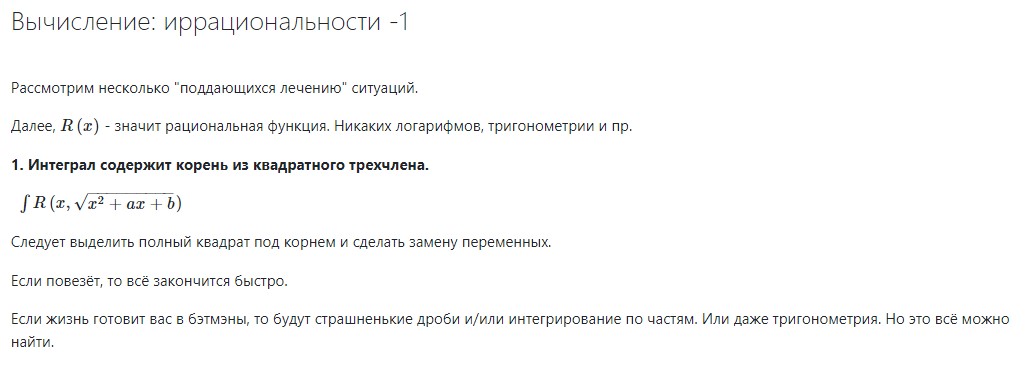 Вычисление: иррациональности -1
Рассмотрим несколько "поддающихся лечению" ситуаций.
Далее, R (x) - значит рациональная функция. Никаких логарифмов, тригонометрии и пр.
1. Интеграл содержит корень из квадратного трехчлена.
∫ R (x, √(x² + ax + b))
Следует выделить полный квадрат под корнем и сделать замену переменных.
Если повезёт, то всё закончится быстро.
Если жизнь готовит вас в бэтмэны, то будут страшненькие дроби и/или интегрирование по частям. Или даже тригонометрия. Но это всё можно
найти.